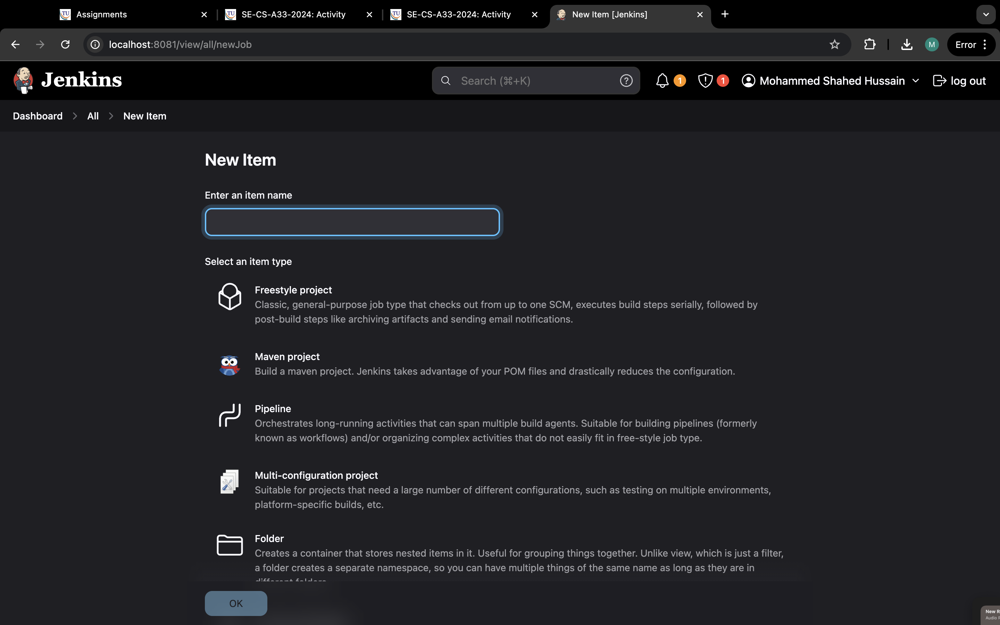 Assignments
SE-CS-A33-2024: Activity
SE-CS-A33-2024: Activity
New Item [Jenkins]
localhost:8081/view/all/newJob
M
Error
Jenkins
Search (⌘+K)
1
1
Mohammed Shahed Hussain
log out
Dashboard
All
New Item
New Item
Enter an item name
Select an item type
Freestyle project
Classic, general-purpose job type that checks out from up to one SCM, executes build steps serially, followed by
post-build steps like archiving artifacts and sending email notifications.
Maven project
Build a maven project. Jenkins takes advantage of your POM files and drastically reduces the configuration.
Pipeline
Orchestrates long-running activities that can span multiple build agents. Suitable for building pipelines (formerly
known as workflows) and/or organizing complex activities that do not easily fit in free-style job type.
Multi-configuration project
Suitable for projects that need a large number of different configurations, such as testing on multiple environments,
platform-specific builds, etc.
Folder
Creates a container that stores nested items in it. Useful for grouping things together. Unlike view, which is just a filter,
a folder creates a separate namespace, so you can have multiple things of the same name as long as they are in
different folders.
OK
New R
Audio